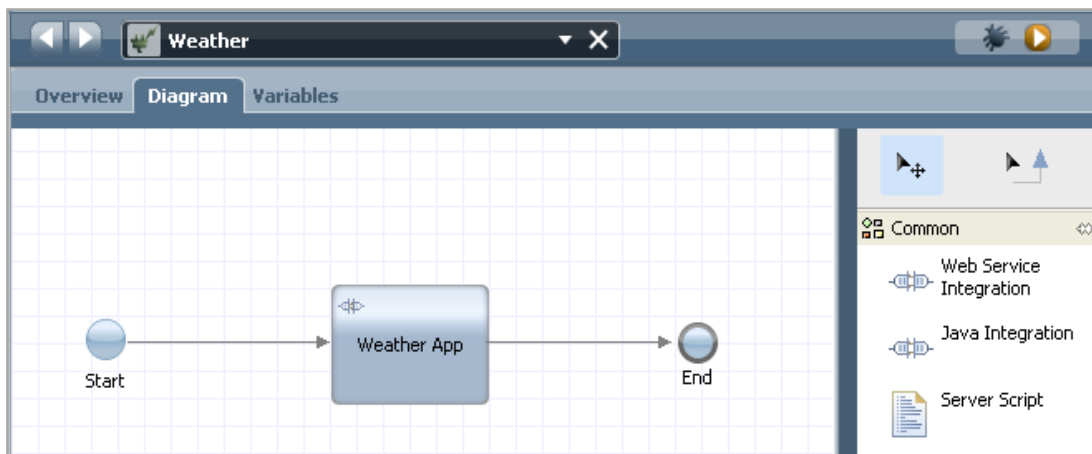 Weather
Overview
Diagram
Variables
Common
Web Service
Integration
Java Integration
Server Script
Start
Weather App
End